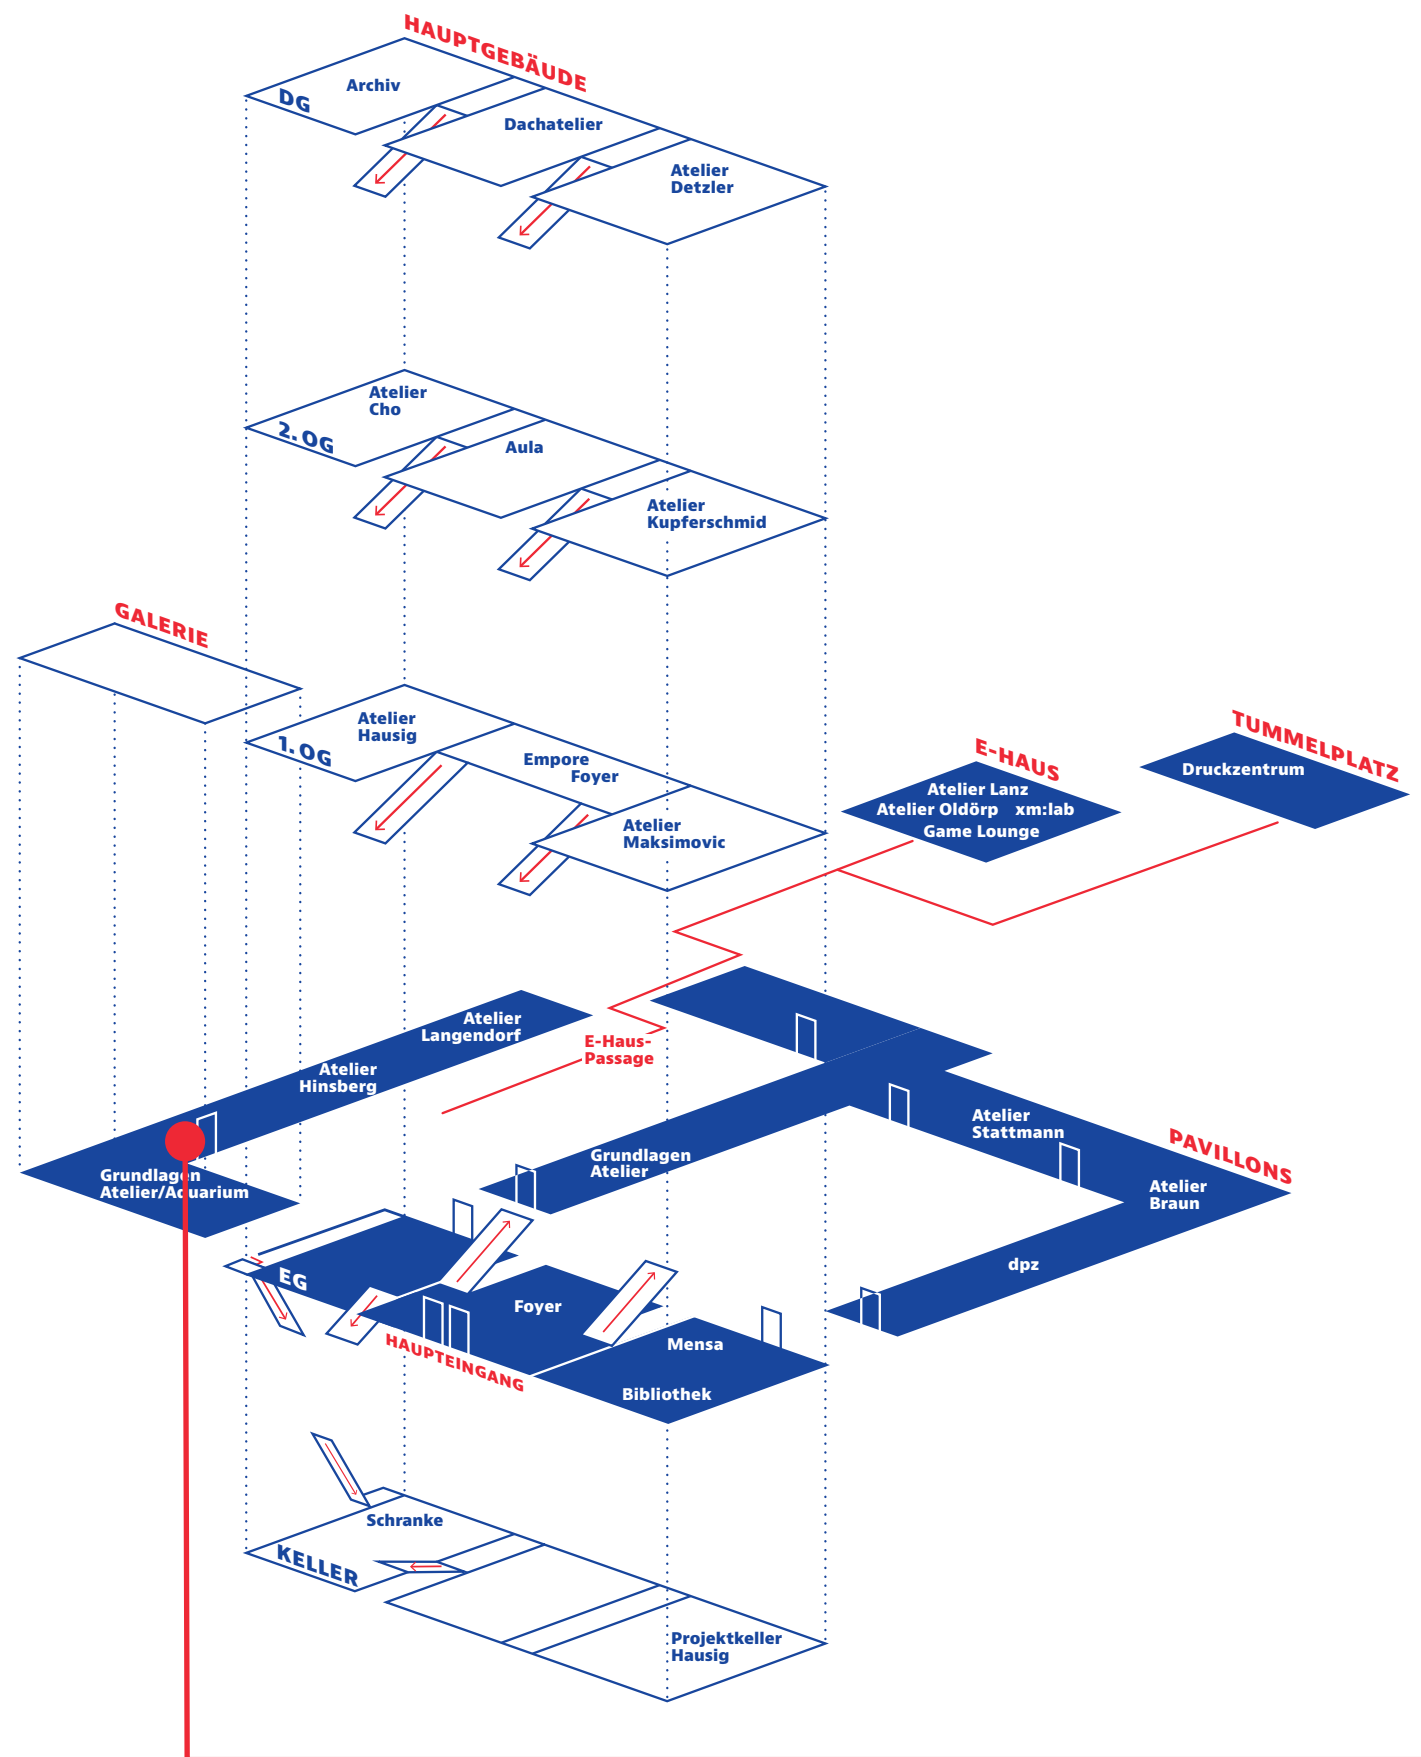 HAUPTGEBÄUDE
Archiv
DG
Dachatelier
Atelier
Detzler
Atelier
Cho
2. OG
Aula
Atelier
Kupferschmid
GALERIE
Atelier
Hausig
1. OG
Empore
Foyer
Atelier
Maksimovic
E-HAUS
Atelier Lanz
Atelier Oldörp xm:lab
Game Lounge
TUMMELPLATZ
Druckzentrum
Atelier
Langendorf
Atelier
Hinsberg
E-Haus-
Passage
Grundlagen
Atelier/Aquarium
Grundlagen
Atelier
Atelier
Stattmann
PAVILLONS
Atelier
Braun
dpz
EG
Foyer
HAUPTEINGANG
Mensa
Bibliothek
Schranke
KELLER
Projektkeller
Hausig